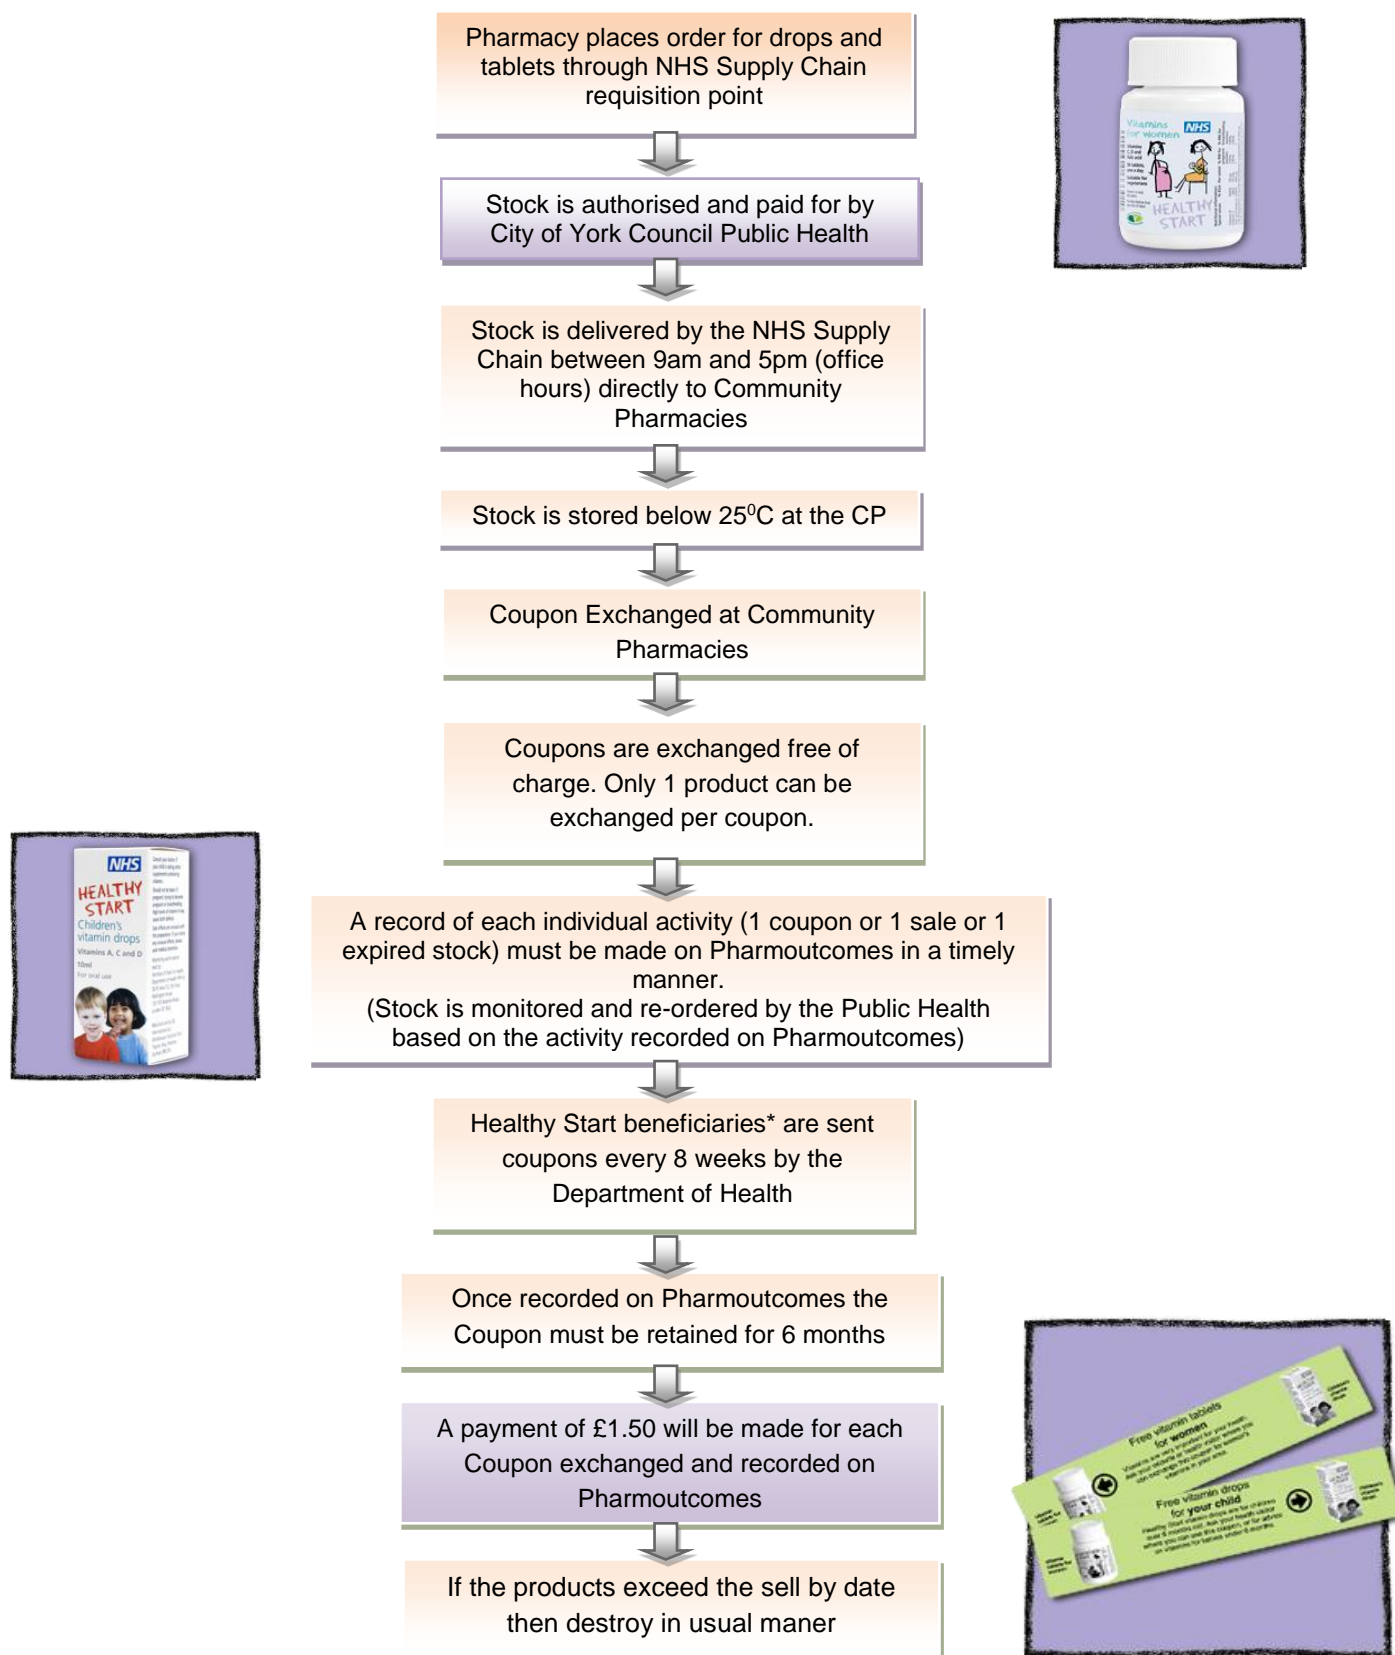 Pharmacy places order for drops and
tablets through NHS Supply Chain
requisition point
Vitamins
for women
NHS
HEALTHY
START
Stock is authorised and paid for by
City of York Council Public Health
Stock is delivered by the NHS Supply
Chain between 9am and 5pm (office
hours) directly to Community
Pharmacies
Stock is stored below 25⁰C at the CP
Coupon Exchanged at Community
Pharmacies
Coupons are exchanged free of
charge. Only 1 product can be
exchanged per coupon.
NHS
HEALTHY
START
Children's
vitamin drops
Vitamins A, C and D
10ml
For oral use
A record of each individual activity (1 coupon or 1 sale or 1
expired stock) must be made on Pharmoutcomes in a timely
manner.
(Stock is monitored and re-ordered by the Public Health
based on the activity recorded on Pharmoutcomes)
Healthy Start beneficiaries* are sent
coupons every 8 weeks by the
Department of Health
Once recorded on Pharmoutcomes the
Coupon must be retained for 6 months
A payment of £1.50 will be made for each
Coupon exchanged and recorded on
Pharmoutcomes
Free vitamin tablets
for women
Vitamins are very important for your health.
Free vitamin drops
for your child
If the products exceed the sell by date
then destroy in usual maner